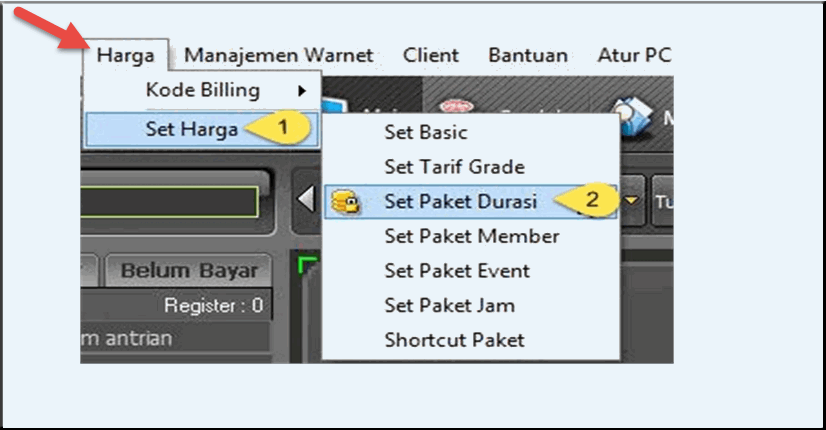 Harga Manajemen Warnet Client Bantuan Atur PC
Kode Billing
Set Harga 1
Set Basic
Set Tarif Grade
Set Paket Durasi 2
Tu
Set Paket Member
Set Paket Event
Belum Bayar
Set Paket Jam
Register : 0
m antrian
Shortcut Paket